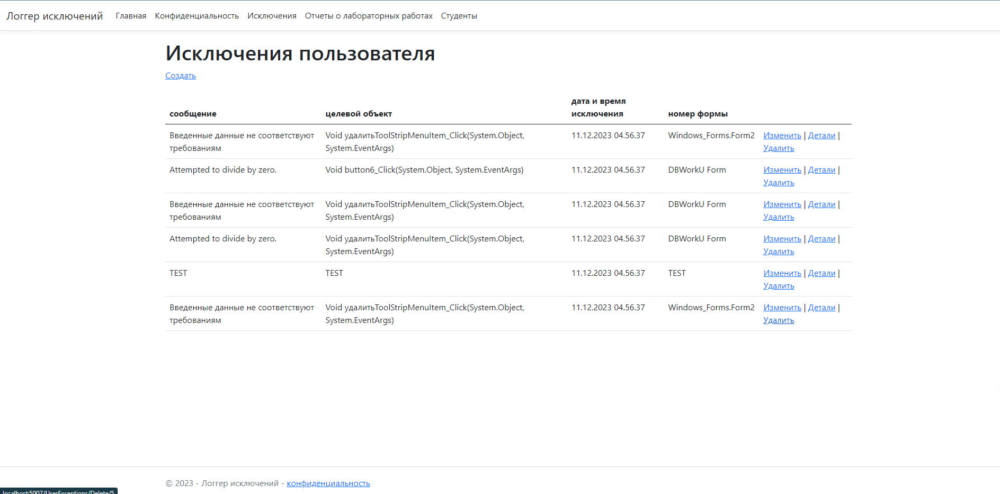 Логгер исключений Главная Конфиденциальность Исключения Отчеты о лабораторных работах Студенты
Исключения пользователя
Создать
сообщение целевой объект дата и время исключения номер формы
Введенные данные не соответствуют Void удалитьToolStripMenuItem_Click(System.Object, 11.12.2023 04.56.37 Windows_Forms.Form2 Изменить | Детали |
требованиям System.EventArgs) Удалить
Attempted to divide by zero. Void button6_Click(System.Object, System.EventArgs) 11.12.2023 04.56.37 DBWorkU Form Изменить | Детали |
Удалить
Введенные данные не соответствуют Void удалитьToolStripMenuItem_Click(System.Object, 11.12.2023 04.56.37 DBWorkU Form Изменить | Детали |
требованиям System.EventArgs) Удалить
Attempted to divide by zero. Void удалитьToolStripMenuItem_Click(System.Object, 11.12.2023 04.56.37 DBWorkU Form Изменить | Детали |
System.EventArgs) Удалить
TEST TEST 11.12.2023 04.56.37 TEST Изменить | Детали |
Удалить
Введенные данные не соответствуют Void удалитьToolStripMenuItem_Click(System.Object, 11.12.2023 04.56.37 Windows_Forms.Form2 Изменить | Детали |
требованиям System.EventArgs) Удалить
© 2023 - Логгер исключений - конфиденциальность
localhost:5007/UserExceptions/Delete/5